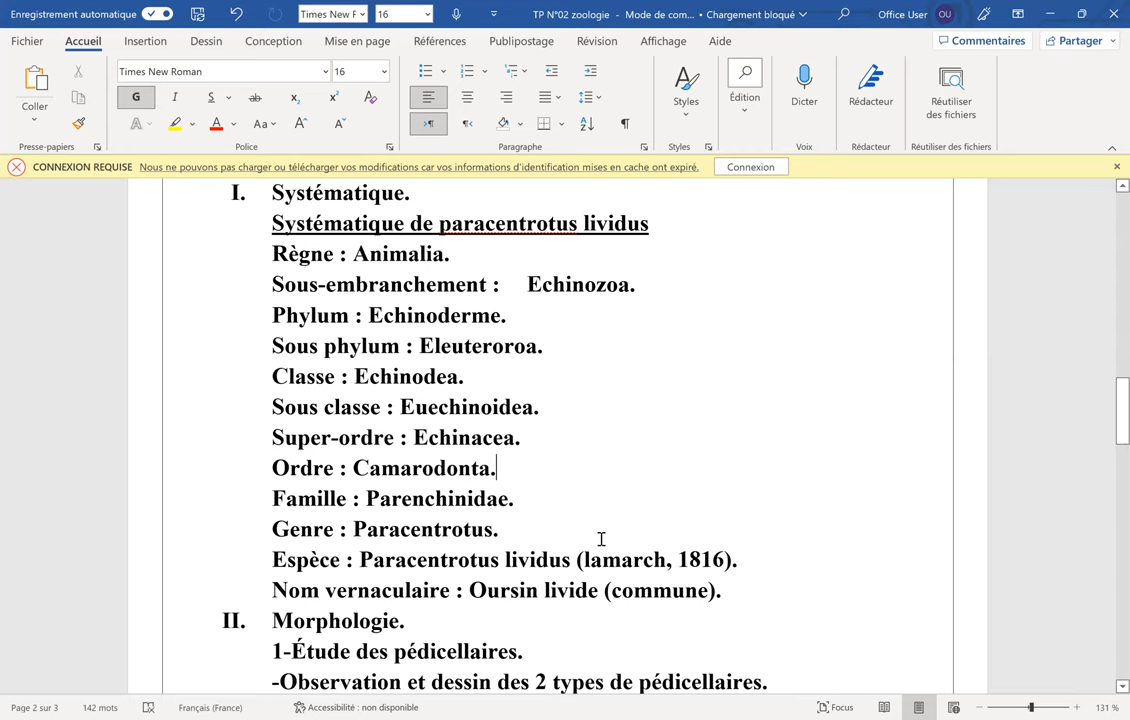 Enregistrement automatique
Times New R
16
TP N°02 zoologie - Mode de com... • Chargement bloqué
Office User
OU
Fichier
Accueil
Insertion
Dessin
Conception
Mise en page
Références
Publipostage
Révision
Affichage
Aide
Commentaires
Partager
Coller
Times New Roman
16
G I S ab x₂ x²
A A Aa A A
Styles
Édition
Dicter
Rédacteur
Réutiliser
des fichiers
Presse-papiers
Police
Paragraphe
Styles
Voix
Rédacteur
Réutiliser des fichiers
CONNEXION REQUISE Nous ne pouvons pas charger ou télécharger vos modifications car vos informations d'identification mises en cache ont expiré. Connexion
I. Systématique.
Systématique de paracentrotus lividus
Règne : Animalia.
Sous-embranchement : Echinozoa.
Phylum : Echinoderme.
Sous phylum : Eleuteroroa.
Classe : Echinodea.
Sous classe : Euechinoidea.
Super-ordre : Echinacea.
Ordre : Camarodonta.
Famille : Parenchinidae.
Genre : Paracentrotus.
Espèce : Paracentrotus lividus (lamarch, 1816).
Nom vernaculaire : Oursin livide (commune).
II. Morphologie.
1-Étude des pédicellaires.
-Observation et dessin des 2 types de pédicellaires.
Page 2 sur 3
142 mots
Français (France)
Accessibilité : non disponible
Focus
131 %